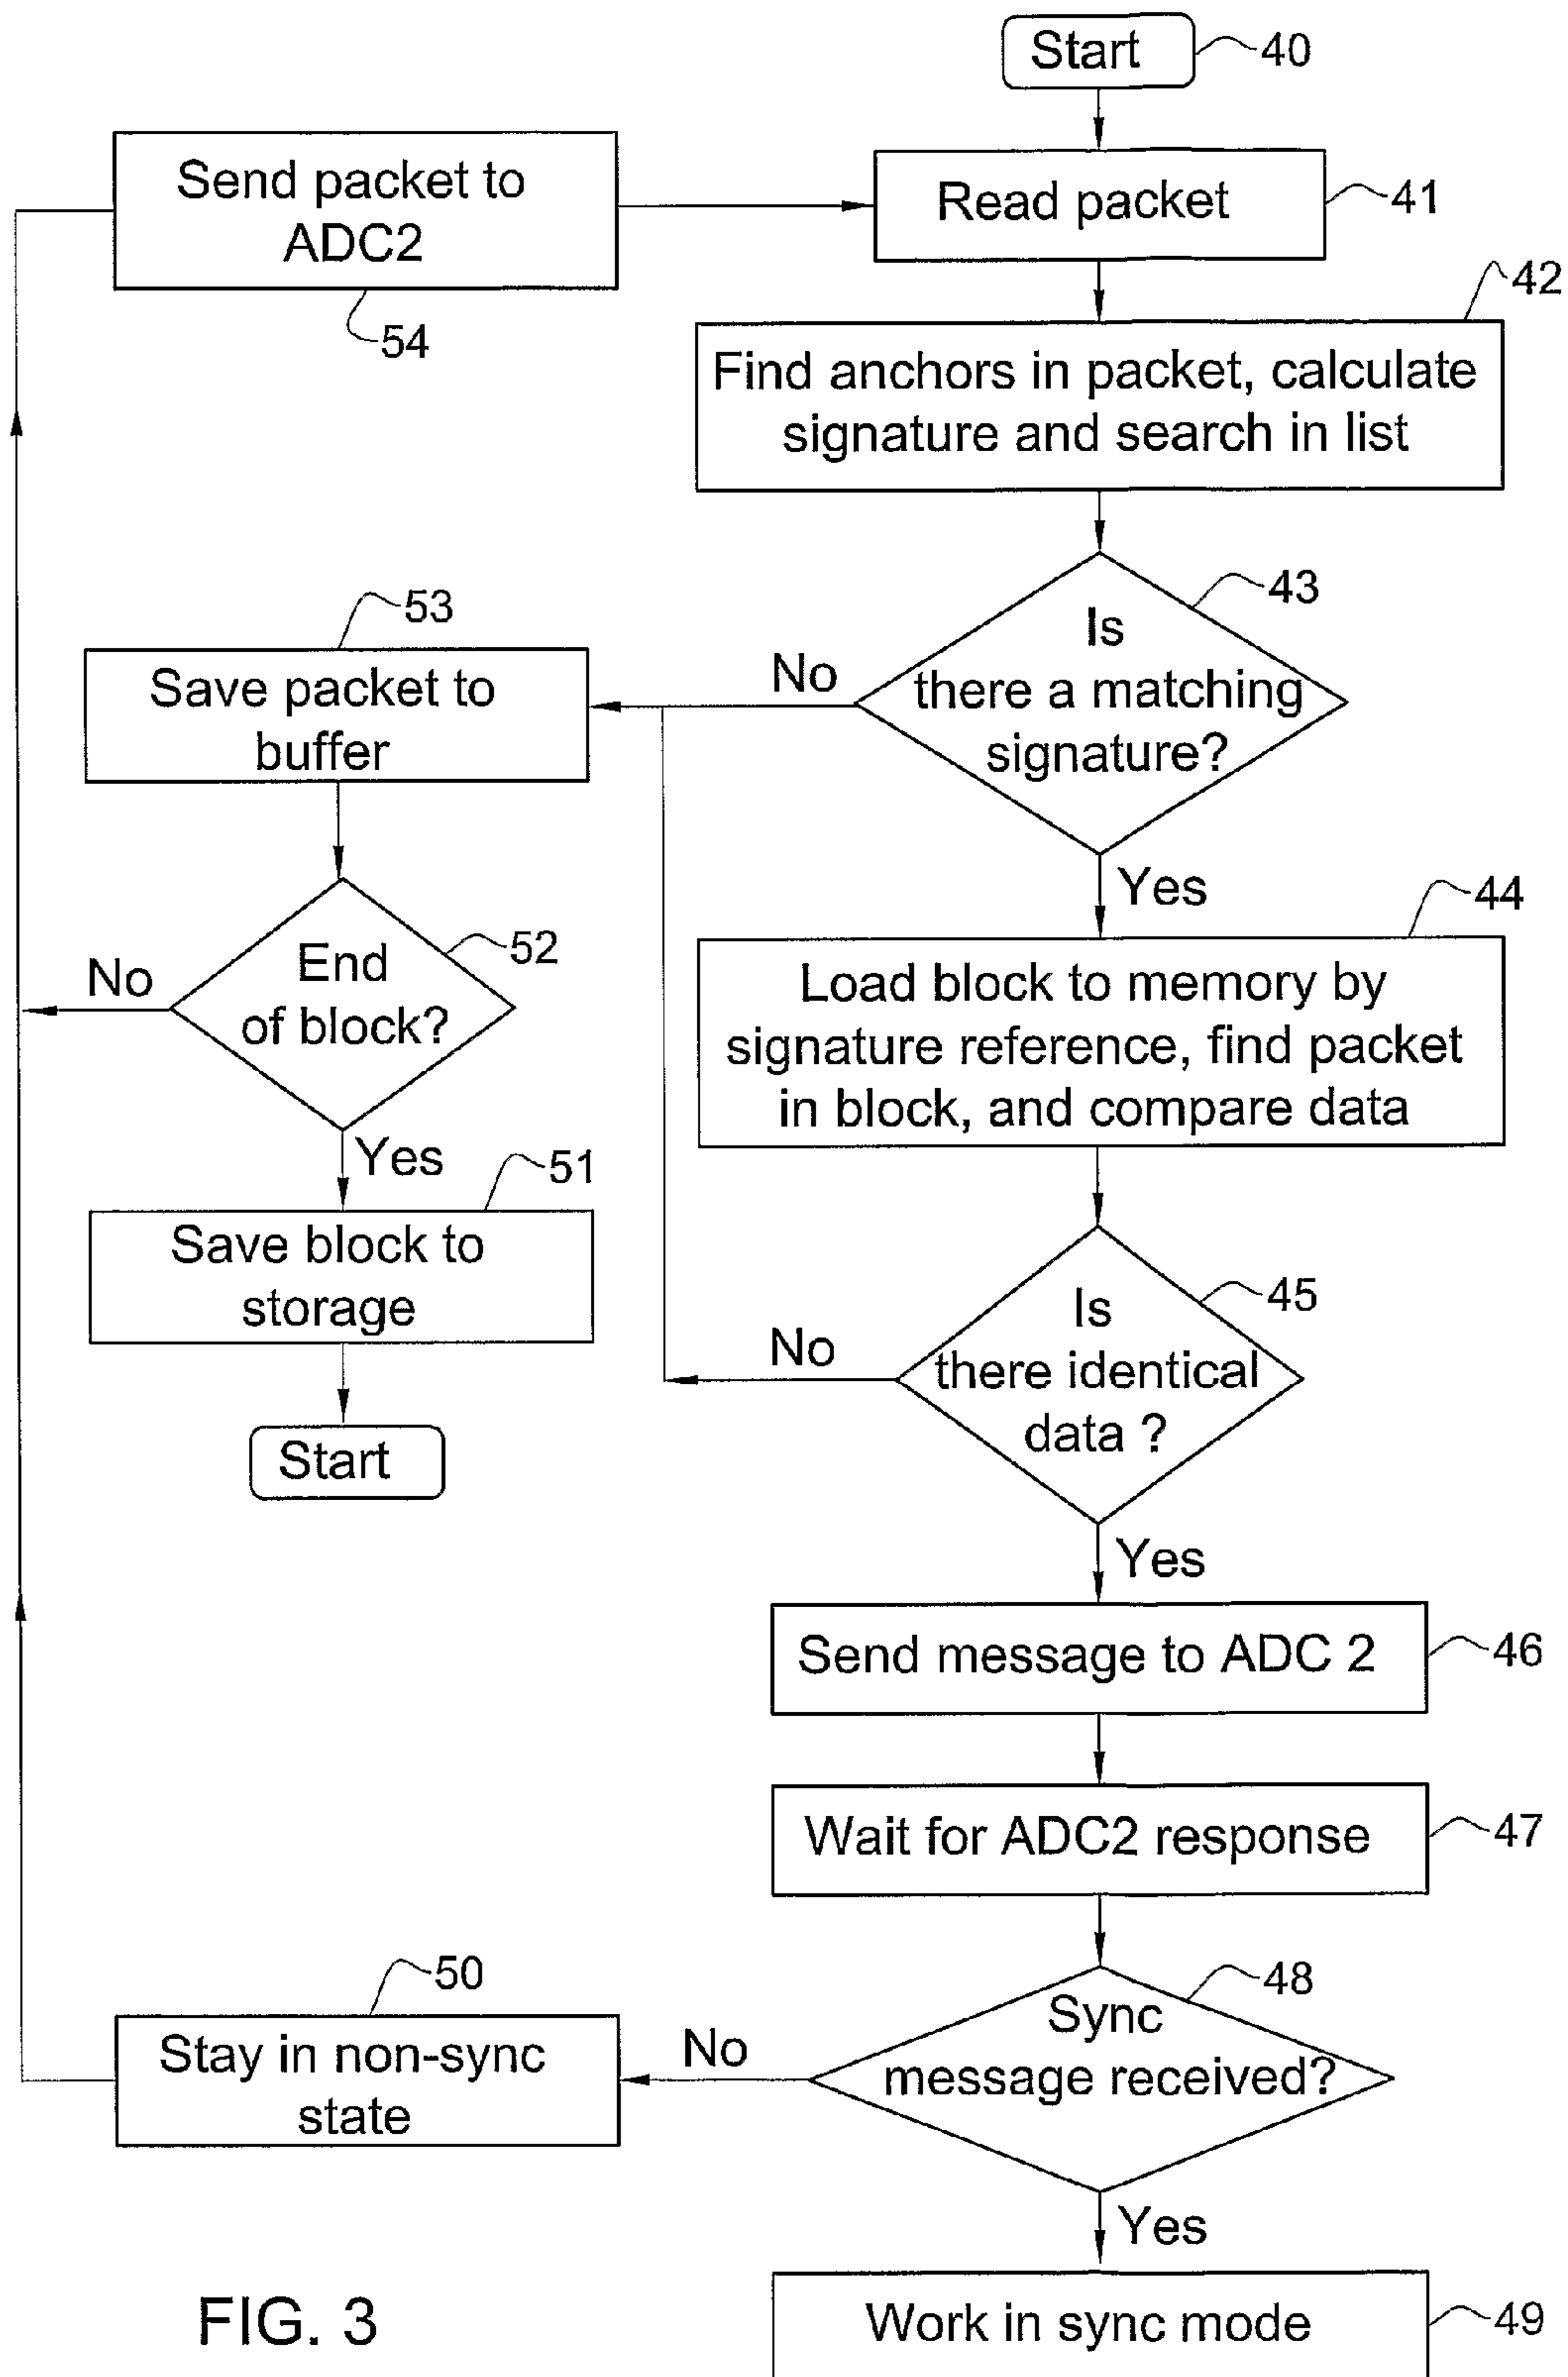 Start
40
Send packet to
ADC2
54
Read packet
41
42
Find anchors in packet, calculate
signature and search in list
43
Is
there a matching
signature?
No
Yes
53
Save packet to
buffer
52
End
of block?
No
Yes
51
Save block to
storage
Start
44
Load block to memory by
signature reference, find packet
in block, and compare data
45
Is
there identical
data ?
No
Yes
Send message to ADC 2
46
Wait for ADC2 response
47
48
Sync
message received?
No
Yes
50
Stay in non-sync
state
Work in sync mode
49
FIG. 3